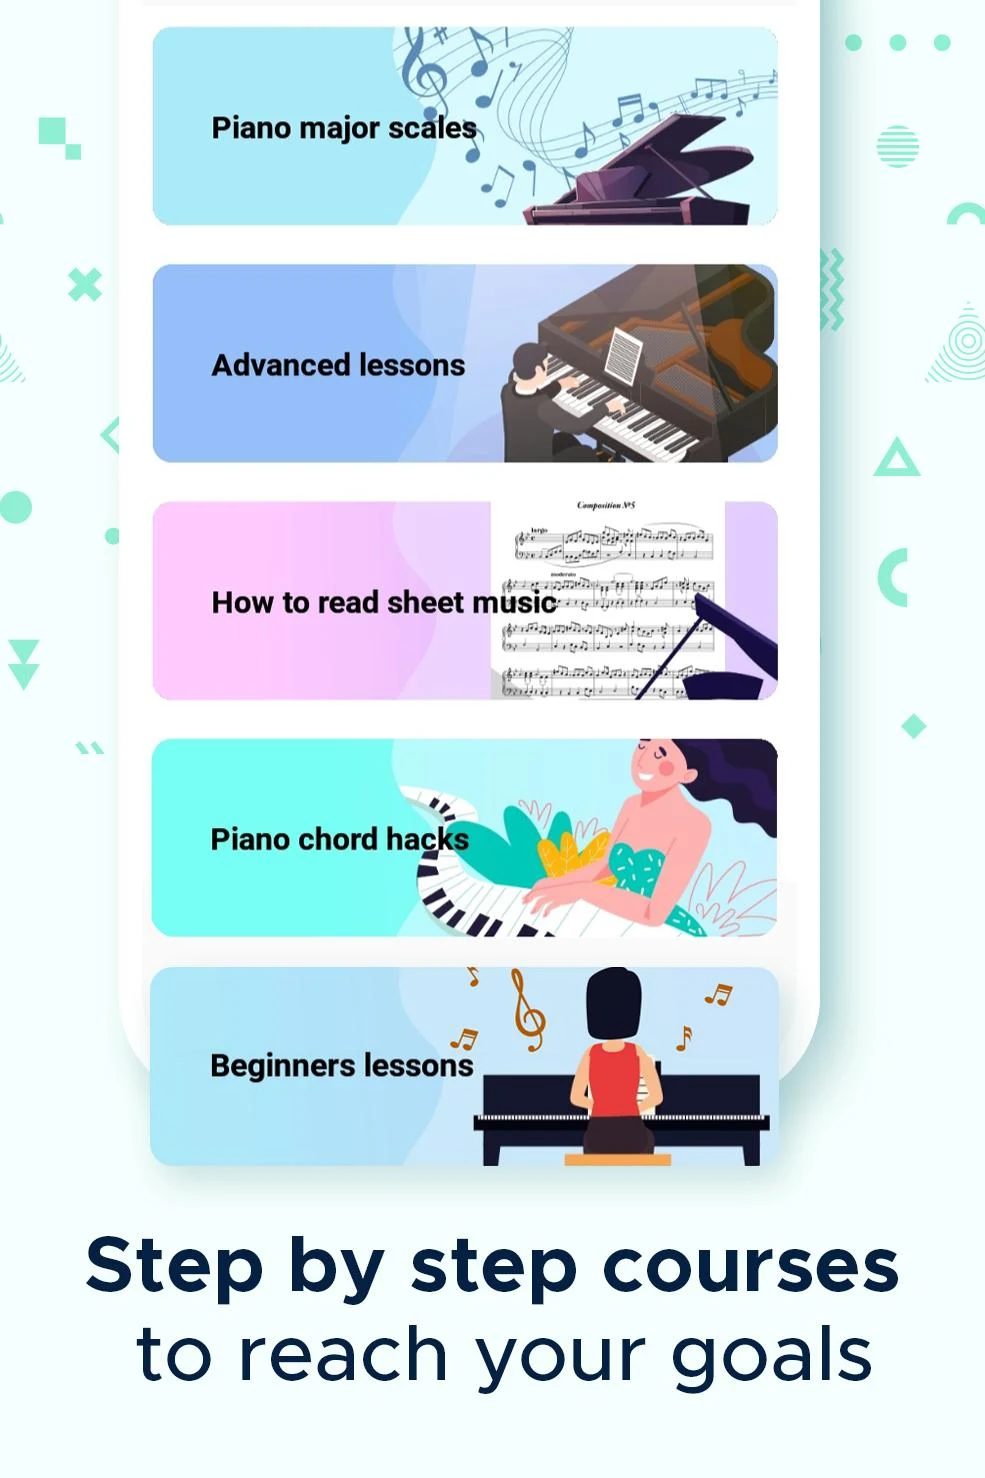 Piano major scales
Advanced lessons
Composition №5
largo
moderato
How to read sheet music
Piano chord hacks
Beginners lessons
Step by step courses
to reach your goals